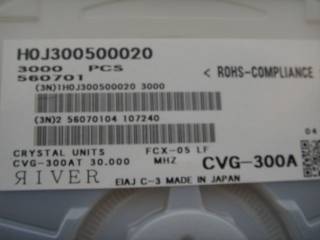 H0J300500020
3000 PCS
560701
< ROHS-COMPLIANCE
(3N)1H0J300500020 3000
(3N)2 56070104 107240
04
CRYSTAL UNITS FCX-05 LF
CVG-300AT 30.000 MHZ CVG-300A
RIVER EIAJ C-3 MADE IN JAPAN